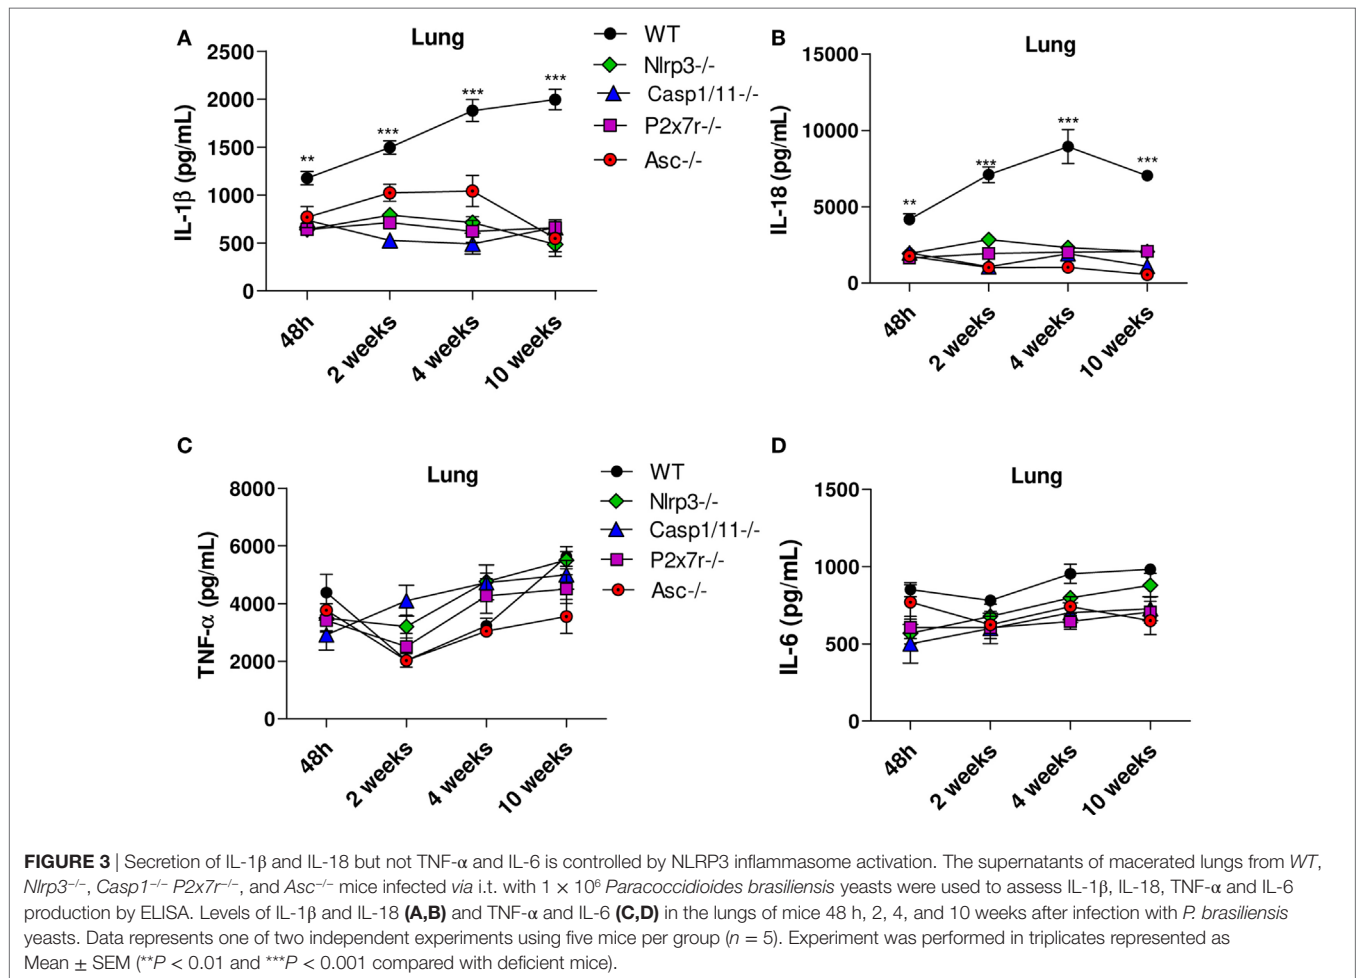 A
Lung
IL-1β (pg/mL)
2500
2000
1500
1000
500
0
**
***
***
***
48h
2 weeks
4 weeks
10 weeks
WT
Nlrp3-/-
Casp1/11-/-
P2x7r-/-
Asc-/-
B
Lung
IL-18 (pg/mL)
15000
10000
5000
0
**
***
***
***
48h
2 weeks
4 weeks
10 weeks
C
Lung
TNF-α (pg/mL)
8000
6000
4000
2000
0
48h
2 weeks
4 weeks
10 weeks
WT
Nlrp3-/-
Casp1/11-/-
P2x7r-/-
Asc-/-
D
Lung
IL-6 (pg/mL)
1500
1000
500
0
48h
2 weeks
4 weeks
10 weeks
FIGURE 3 | Secretion of IL-1β and IL-18 but not TNF-α and IL-6 is controlled by NLRP3 inflammasome activation. The supernatants of macerated lungs from WT,
Nlrp3−/−, Casp1−/− P2x7r−/−, and Asc−/− mice infected via i.t. with 1 × 10⁶ Paracoccidioides brasiliensis yeasts were used to assess IL-1β, IL-18, TNF-α and IL-6
production by ELISA. Levels of IL-1β and IL-18 (A,B) and TNF-α and IL-6 (C,D) in the lungs of mice 48 h, 2, 4, and 10 weeks after infection with P. brasiliensis
yeasts. Data represents one of two independent experiments using five mice per group (n = 5). Experiment was performed in triplicates represented as
Mean ± SEM (**P < 0.01 and ***P < 0.001 compared with deficient mice).